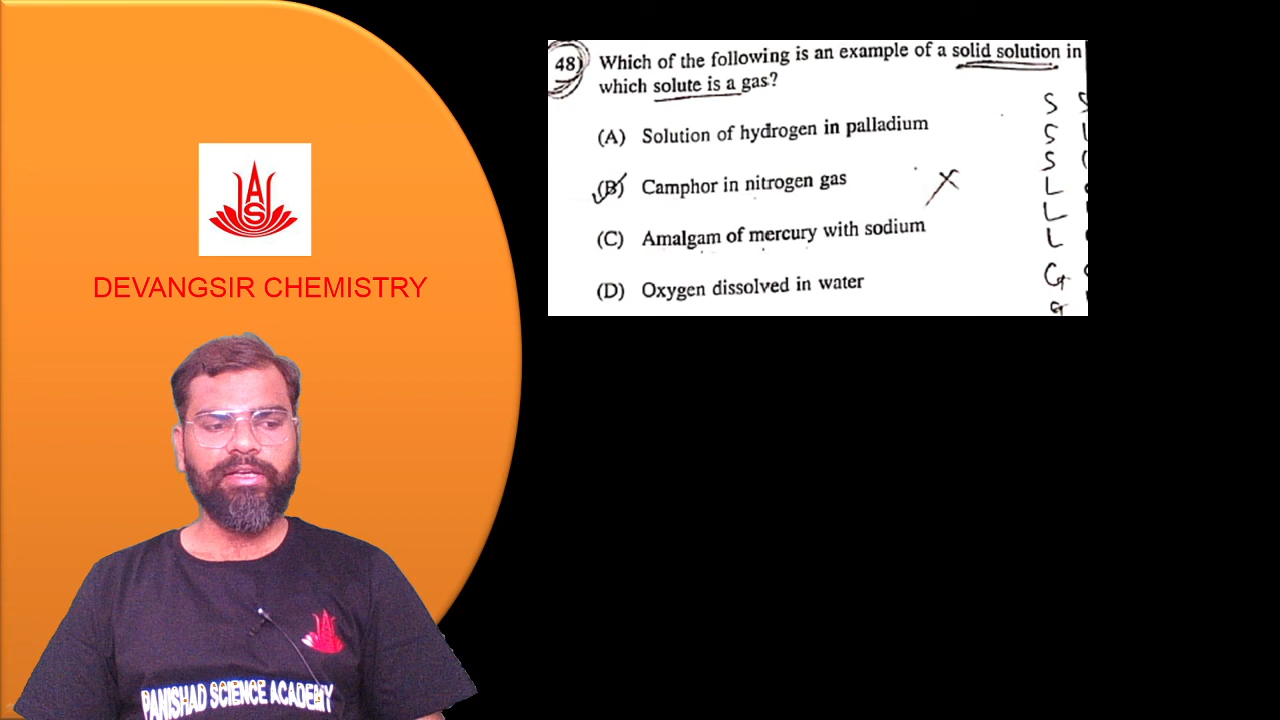 AS
DEVANGSIR CHEMISTRY
48) Which of the following is an example of a solid solution in
which solute is a gas?
(A) Solution of hydrogen in palladium
(B) Camphor in nitrogen gas
(C) Amalgam of mercury with sodium
(D) Oxygen dissolved in water
S S
S
S
L
L
L
G
G
PANISHAD SCIENCE ACADEMY